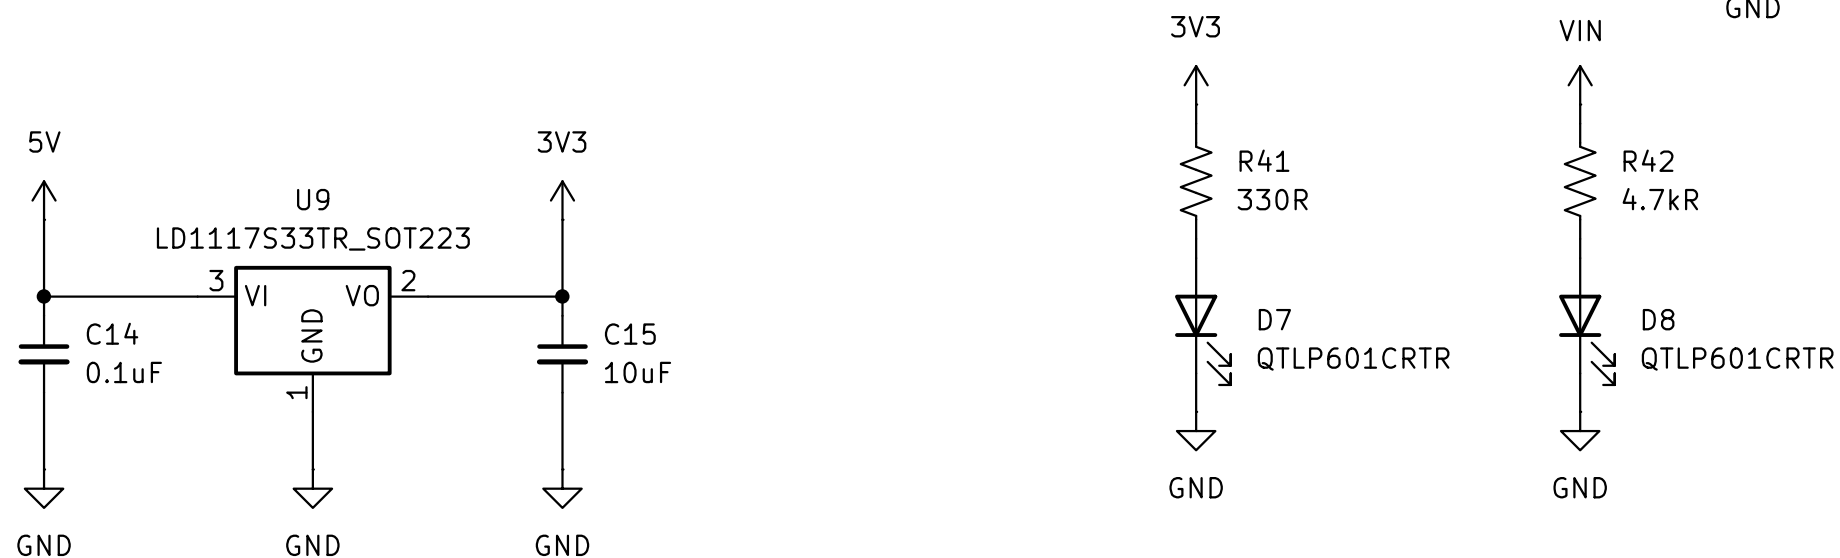 GND
3V3
VIN
5V
3V3
R41
330R
R42
4.7kR
U9
LD1117S33TR_SOT223
3
VI
VO
2
GND
1
C14
0.1uF
C15
10uF
D7
QTLP601CRTR
D8
QTLP601CRTR
GND
GND
GND
GND
GND